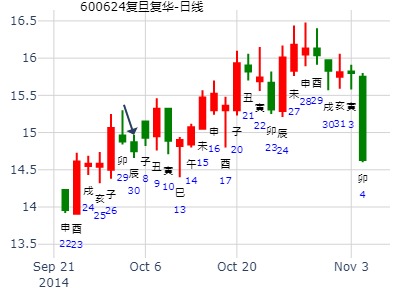 600624复旦复华-日线
16.5
16
15.5
15
14.5
14
13.5
申
22
酉
23
戌
24
亥
25
子
26
卯
29
辰
30
子
8
丑
9
寅
10
巳
13
午
14
未
15
申
16
酉
17
子
20
丑
21
寅
22
卯
23
辰
24
未
27
申
28
酉
29
戌
30
亥
31
寅
3
卯
4
Sep 21
2014
Oct 6
Oct 20
Nov 3